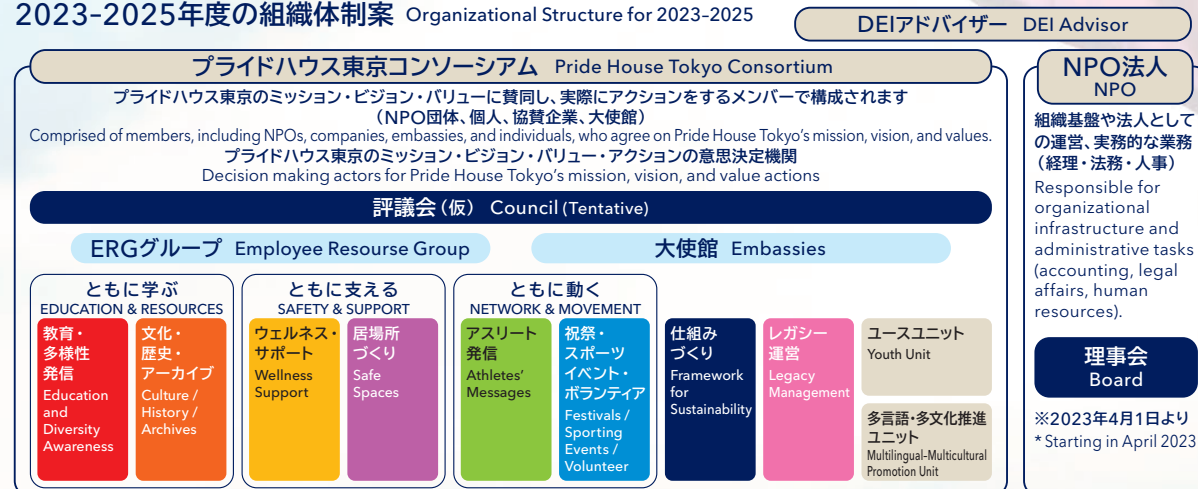 2023–2025年度の組織体制案 Organizational Structure for 2023–2025
DEIアドバイザー DEI Advisor
プライドハウス東京コンソーシアム Pride House Tokyo Consortium
プライドハウス東京のミッション・ビジョン・バリューに賛同し、実際にアクションをするメンバーで構成されます
（NPO団体、個人、協賛企業、大使館）
Comprised of members, including NPOs, companies, embassies, and individuals, who agree on Pride House Tokyo’s mission, vision, and values.
プライドハウス東京のミッション・ビジョン・バリュー・アクションの意思決定機関
Decision making actors for Pride House Tokyo’s mission, vision, and value actions
評議会（仮） Council (Tentative)
ERGグループ Employee Resourse Group
大使館 Embassies
ともに学ぶ
EDUCATION & RESOURCES
教育・
多様性
発信
Education
and
Diversity
Awareness
文化・
歴史・
アーカイブ
Culture /
History /
Archives
ともに支える
SAFETY & SUPPORT
ウェルネス・
サポート
Wellness
Support
居場所
づくり
Safe
Spaces
ともに動く
NETWORK & MOVEMENT
アスリート
発信
Athletes’
Messages
祝祭・
スポーツ
イベント・
ボランティア
Festivals /
Sporting
Events /
Volunteer
仕組み
づくり
Framework
for
Sustainability
レガシー
運営
Legacy
Management
ユースユニット
Youth Unit
多言語・多文化推進
ユニット
Multilingual-Multicultural
Promotion Unit
NPO法人
NPO
組織基盤や法人として
の運営、実務的な業務
（経理・法務・人事）
Responsible for
organizational
infrastructure and
administrative tasks
(accounting, legal
affairs, human
resources).
理事会
Board
※2023年4月1日より
* Starting in April 2023